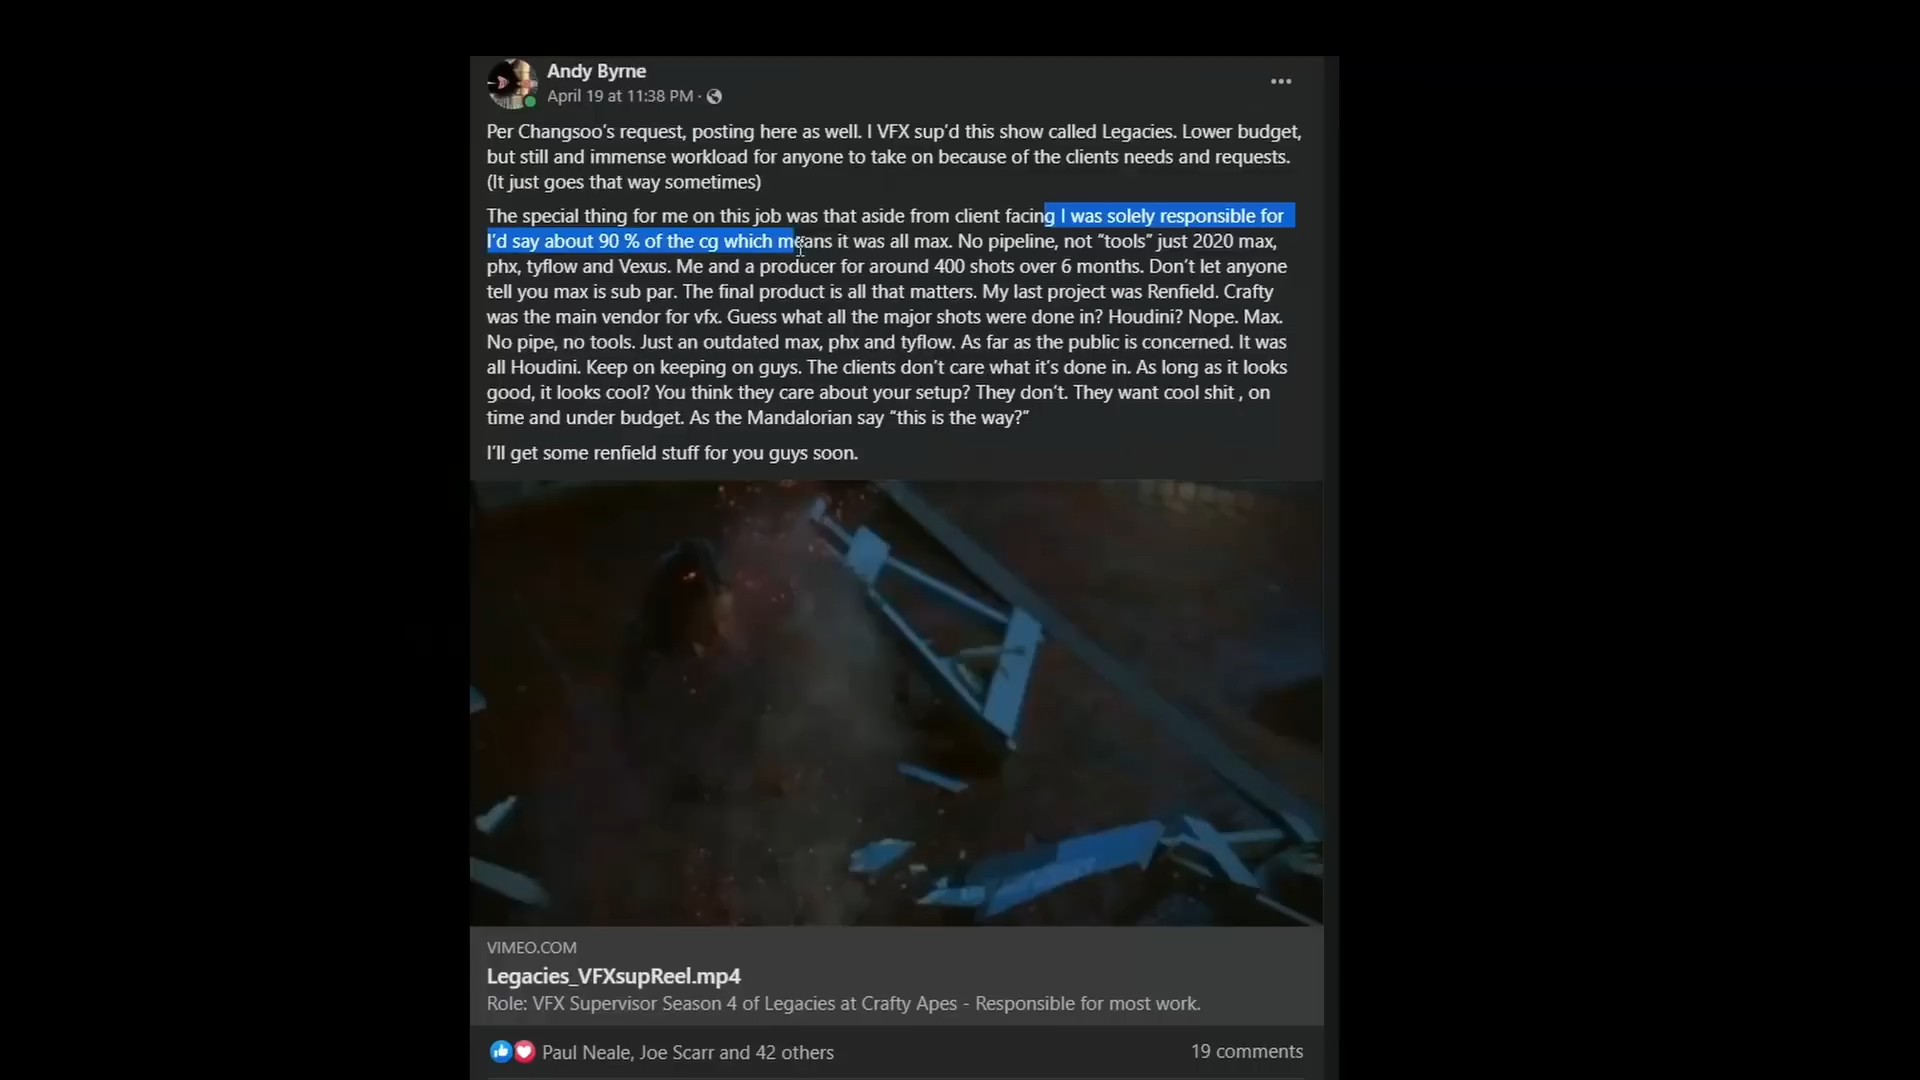 Andy Byrne
April 19 at 11:38 PM ·
Per Changsoo's request, posting here as well. I VFX sup'd this show called Legacies. Lower budget,
but still and immense workload for anyone to take on because of the clients needs and requests.
(It just goes that way sometimes)
The special thing for me on this job was that aside from client facing I was solely responsible for
I'd say about 90 % of the cg which means it was all max. No pipeline, not “tools” just 2020 max,
phx, tyflow and Vexus. Me and a producer for around 400 shots over 6 months. Don't let anyone
tell you max is sub par. The final product is all that matters. My last project was Renfield. Crafty
was the main vendor for vfx. Guess what all the major shots were done in? Houdini? Nope. Max.
No pipe, no tools. Just an outdated max, phx and tyflow. As far as the public is concerned. It was
all Houdini. Keep on keeping on guys. The clients don't care what it's done in. As long as it looks
good, it looks cool? You think they care about your setup? They don't. They want cool shit , on
time and under budget. As the Mandalorian say “this is the way?”
I'll get some renfield stuff for you guys soon.
VIMEO.COM
Legacies_VFXsupReel.mp4
Role: VFX Supervisor Season 4 of Legacies at Crafty Apes - Responsible for most work.
Paul Neale, Joe Scarr and 42 others
19 comments